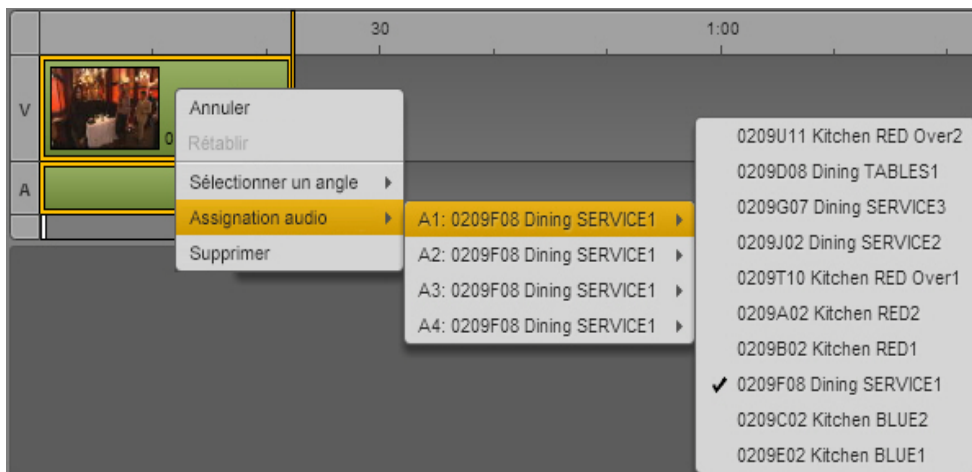 30
1:00
V
0
A
Annuler
Rétablir
Sélectionner un angle
Assignation audio
Supprimer
A1: 0209F08 Dining SERVICE1
A2: 0209F08 Dining SERVICE1
A3: 0209F08 Dining SERVICE1
A4: 0209F08 Dining SERVICE1
0209U11 Kitchen RED Over2
0209D08 Dining TABLES1
0209G07 Dining SERVICE3
0209J02 Dining SERVICE2
0209T10 Kitchen RED Over1
0209A02 Kitchen RED2
0209B02 Kitchen RED1
0209F08 Dining SERVICE1
0209C02 Kitchen BLUE2
0209E02 Kitchen BLUE1